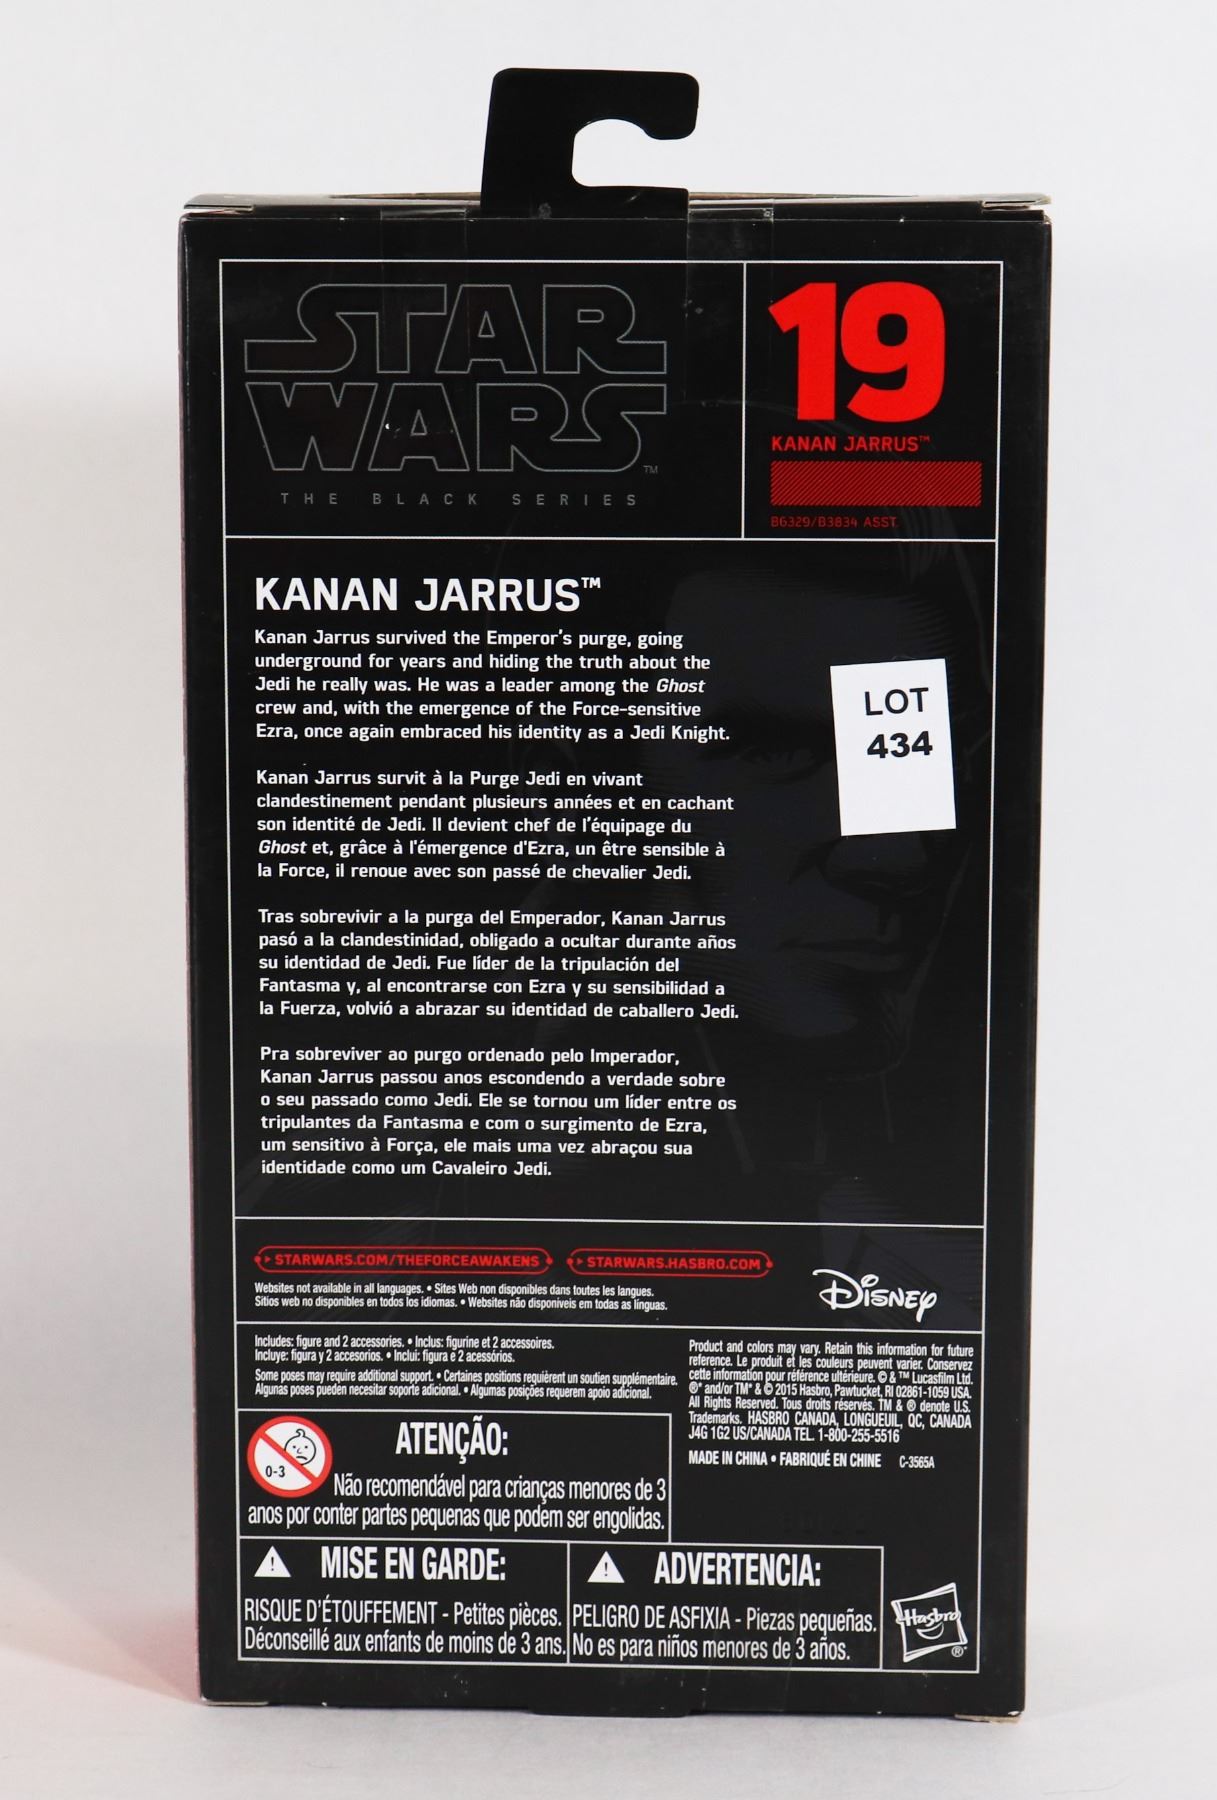 STAR
WARS
TM
THE BLACK SERIES
19
KANAN JARRUS™
B6329/B3834 ASST.
KANAN JARRUS™
Kanan Jarrus survived the Emperor's purge, going
underground for years and hiding the truth about the
Jedi he really was. He was a leader among the Ghost
crew and, with the emergence of the Force-sensitive
Ezra, once again embraced his identity as a Jedi Knight.
LOT
434
Kanan Jarrus survit à la Purge Jedi en vivant
clandestinement pendant plusieurs années et en cachant
son identité de Jedi. Il devient chef de l'équipage du
Ghost et, grâce à l'émergence d'Ezra, un être sensible à
la Force, il renoue avec son passé de chevalier Jedi.
Tras sobrevivir a la purga del Emperador, Kanan Jarrus
pasó a la clandestinidad, obligado a ocultar durante años
su identidad de Jedi. Fue líder de la tripulación del
Fantasma y, al encontrarse con Ezra y su sensibilidad a
la Fuerza, volvió a abrazar su identidad de caballero Jedi.
Pra sobreviver ao purgo ordenado pelo Imperador,
Kanan Jarrus passou anos escondendo a verdade sobre
o seu passado como Jedi. Ele se tornou um líder entre os
tripulantes da Fantasma e com o surgimento de Ezra,
um sensitivo à Força, ele mais uma vez abraçou sua
identidade como um Cavaleiro Jedi.
STARWARS.COM/THEFORCEAWAKENS
STARWARS.HASBRO.COM
Websites not available in all languages. • Sites Web non disponibles dans toutes les langues.
Sitios web no disponibles en todos los idiomas. • Websites não disponíveis em todas as línguas.
Disney
Includes: figure and 2 accessories. • Inclus: figurine et 2 accessoires.
Incluye: figura y 2 accesorios. • Inclui: figura e 2 acessórios.
Some poses may require additional support. • Certaines positions requièrent un soutien supplémentaire.
Algunas poses pueden necesitar soporte adicional. • Algumas posições requerem apoio adicional.
Product and colors may vary. Retain this information for future
reference. Le produit et les couleurs peuvent varier. Conservez
cette information pour référence ultérieure. © & ™ Lucasfilm Ltd.
®* and/or TM* & © 2015 Hasbro, Pawtucket, RI 02861-1059 USA.
All Rights Reserved. Tous droits réservés. TM & ® denote U.S.
Trademarks. HASBRO CANADA, LONGUEUIL, QC, CANADA
J4G 1G2 US/CANADA TEL. 1-800-255-5516
MADE IN CHINA • FABRIQUÉ EN CHINE C-3565A
0-3
ATENÇÃO:
Não recomendável para crianças menores de 3
anos por conter partes pequenas que podem ser engolidas.
MISE EN GARDE:
RISQUE D'ÉTOUFFEMENT - Petites pièces.
Déconseillé aux enfants de moins de 3 ans.
ADVERTENCIA:
PELIGRO DE ASFIXIA - Piezas pequeñas.
No es para niños menores de 3 años.
Hasbro
®*